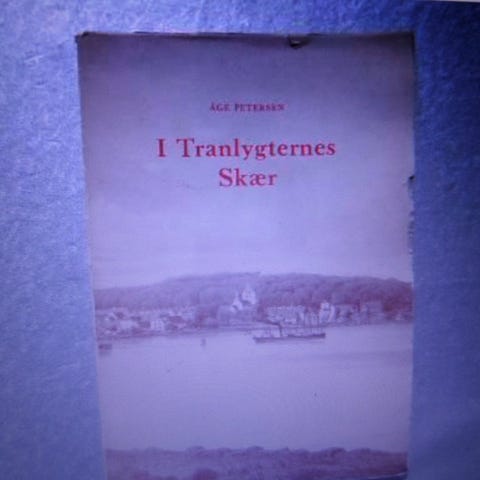 ÅGE PETERSEN
I Tranlygternes
Skær